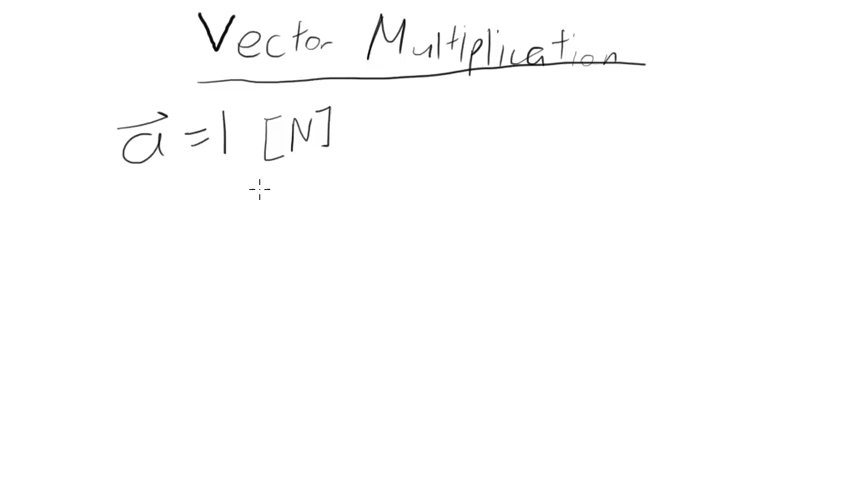 Vector Multiplication
a⃗ = 1 [N]